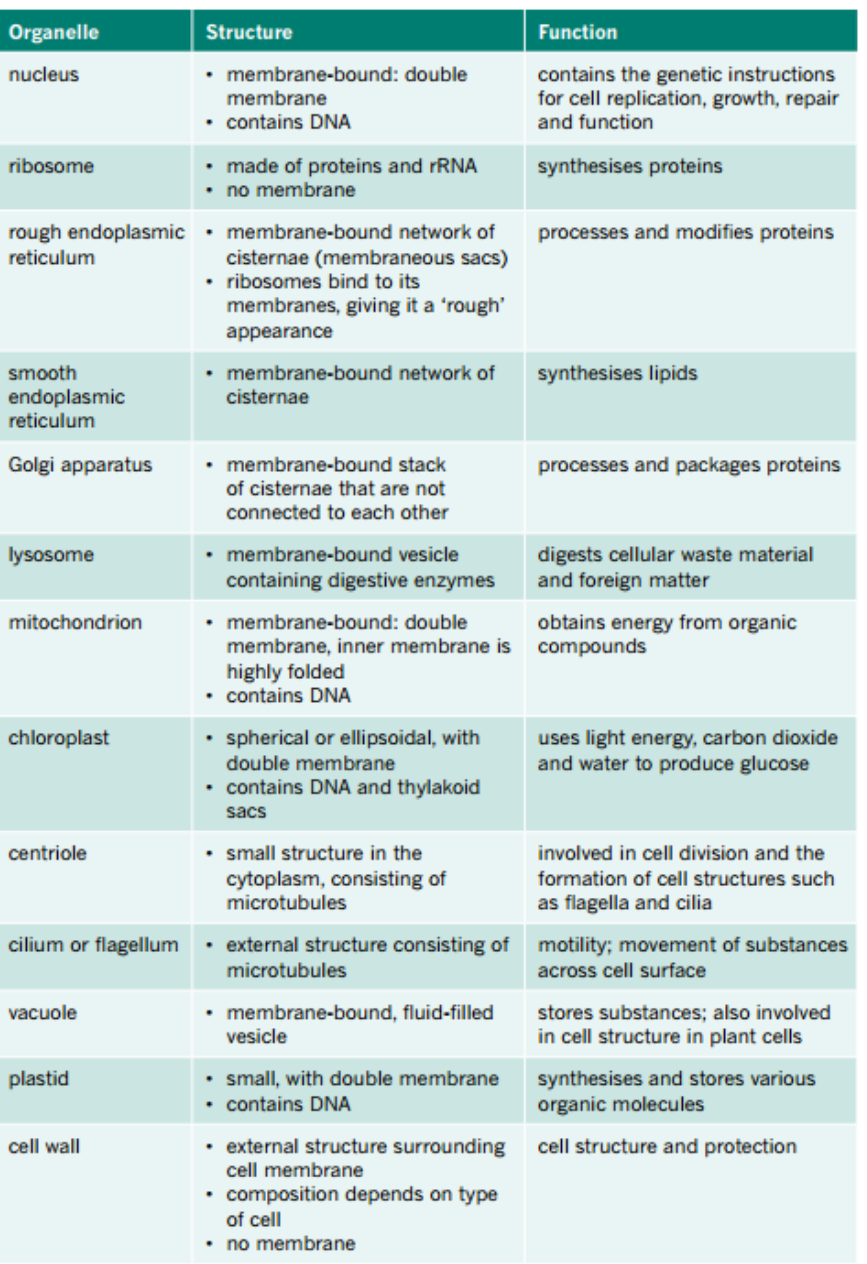 Organelle Structure Function
nucleus
• membrane-bound: double
membrane
• contains DNA
contains the genetic instructions
for cell replication, growth, repair
and function
ribosome
• made of proteins and rRNA
• no membrane
synthesises proteins
rough endoplasmic
reticulum
• membrane-bound network of
cisternae (membraneous sacs)
• ribosomes bind to its
membranes, giving it a ‘rough’
appearance
processes and modifies proteins
smooth
endoplasmic
reticulum
• membrane-bound network of
cisternae
synthesises lipids
Golgi apparatus
• membrane-bound stack
of cisternae that are not
connected to each other
processes and packages proteins
lysosome
• membrane-bound vesicle
containing digestive enzymes
digests cellular waste material
and foreign matter
mitochondrion
• membrane-bound: double
membrane, inner membrane is
highly folded
• contains DNA
obtains energy from organic
compounds
chloroplast
• spherical or ellipsoidal, with
double membrane
• contains DNA and thylakoid
sacs
uses light energy, carbon dioxide
and water to produce glucose
centriole
• small structure in the
cytoplasm, consisting of
microtubules
involved in cell division and the
formation of cell structures such
as flagella and cilia
cilium or flagellum
• external structure consisting of
microtubules
motility; movement of substances
across cell surface
vacuole
• membrane-bound, fluid-filled
vesicle
stores substances; also involved
in cell structure in plant cells
plastid
• small, with double membrane
• contains DNA
synthesises and stores various
organic molecules
cell wall
• external structure surrounding
cell membrane
• composition depends on type
of cell
• no membrane
cell structure and protection